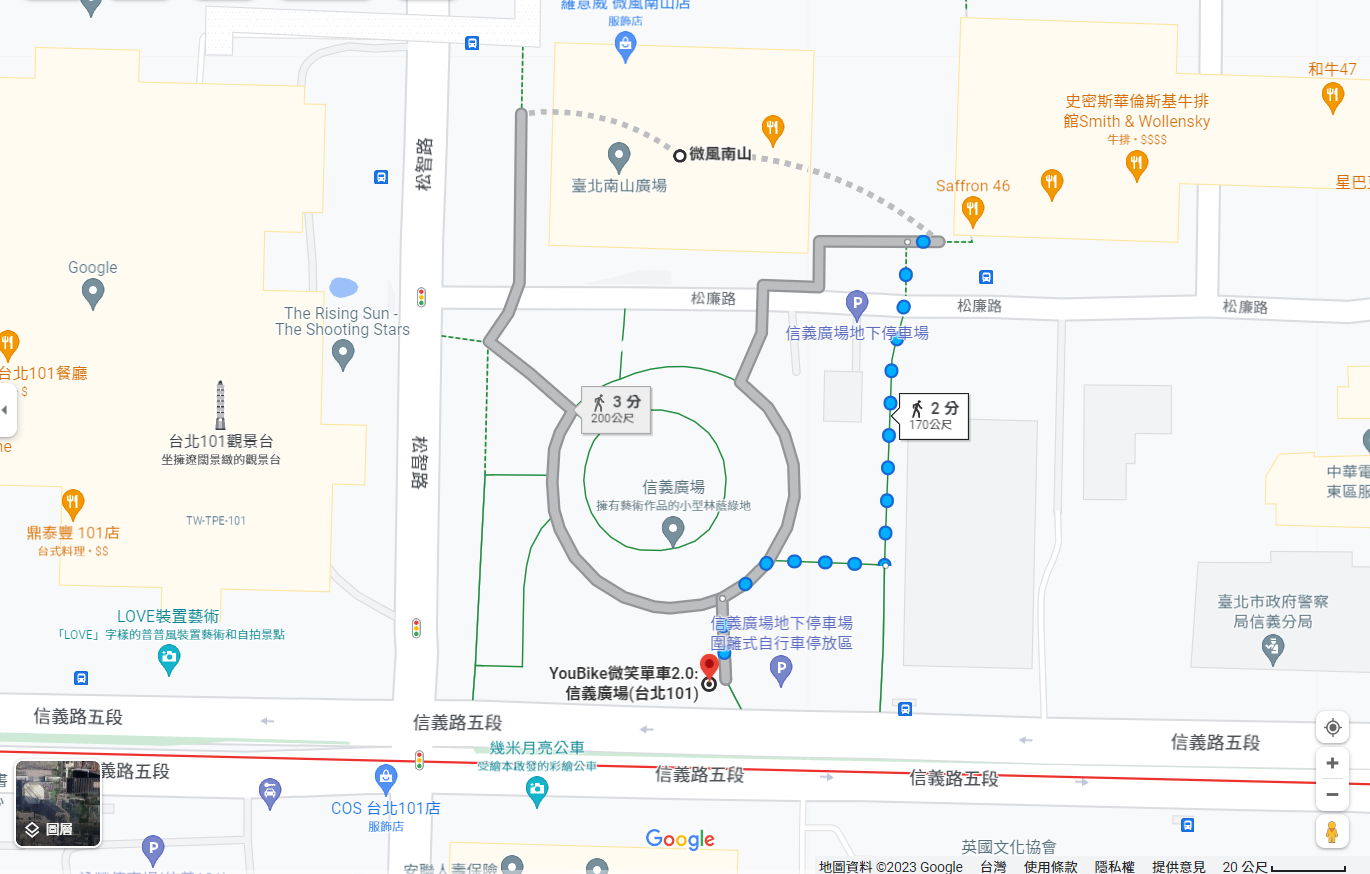 羅意威 微風南山店
服飾店
和牛47
史密斯華倫斯基牛排
館Smith & Wollensky
牛排・$$$$
松智路
微風南山
臺北南山廣場
Saffron 46
Google
松廉路
松廉路
松廉路
The Rising Sun -
The Shooting Stars
信義廣場地下停車場
台北101餐廳
$
3 分
200公尺
2 分
170公尺
台北101觀景台
坐擁遼闊景緻的觀景台
松智路
信義廣場
擁有藝術作品的小型林蔭綠地
TW-TPE-101
鼎泰豐 101店
台式料理・$$
LOVE裝置藝術
「LOVE」字樣的普普風裝置藝術和自拍景點
信義廣場地下停車場
圍籬式自行車停放區
臺北市政府警察
局信義分局
YouBike微笑單車2.0:
信義廣場(台北101)
信義路五段
信義路五段
信義路五段
幾米月亮公車
受繪本啟發的彩繪公車
義路五段
信義路五段
信義路五段
COS 台北101店
服飾店
圖層
Google
英國文化協會
安聯人壽保險
地圖資料 ©2023 Google 台灣 使用條款 隱私權 提供意見 20 公尺